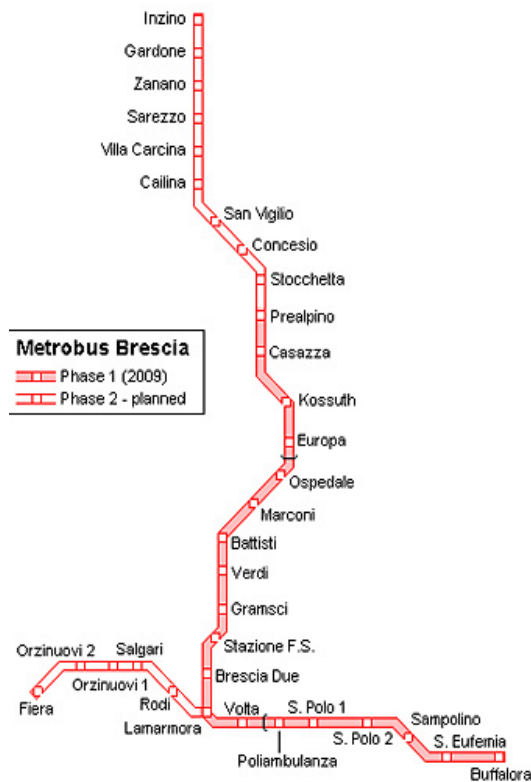 Inzino
Gardone
Zanano
Sarezzo
Villa Carcina
Cailina
San Vigilio
Concesio
Stocchetta
Prealpino
Casazza
Metrobus Brescia
Phase 1 (2009)
Phase 2 - planned
Kossuth
Europa
Ospedale
Marconi
Battisti
Verdi
Gramsci
Stazione F.S.
Orzinuovi 2
Salgari
Brescia Due
Orzinuovi 1
Fiera
Rodi
Lamarmora
Volta
S. Polo 1
Sampolino
Poliambulanza
S. Polo 2
S. Eufemia
Buffalora